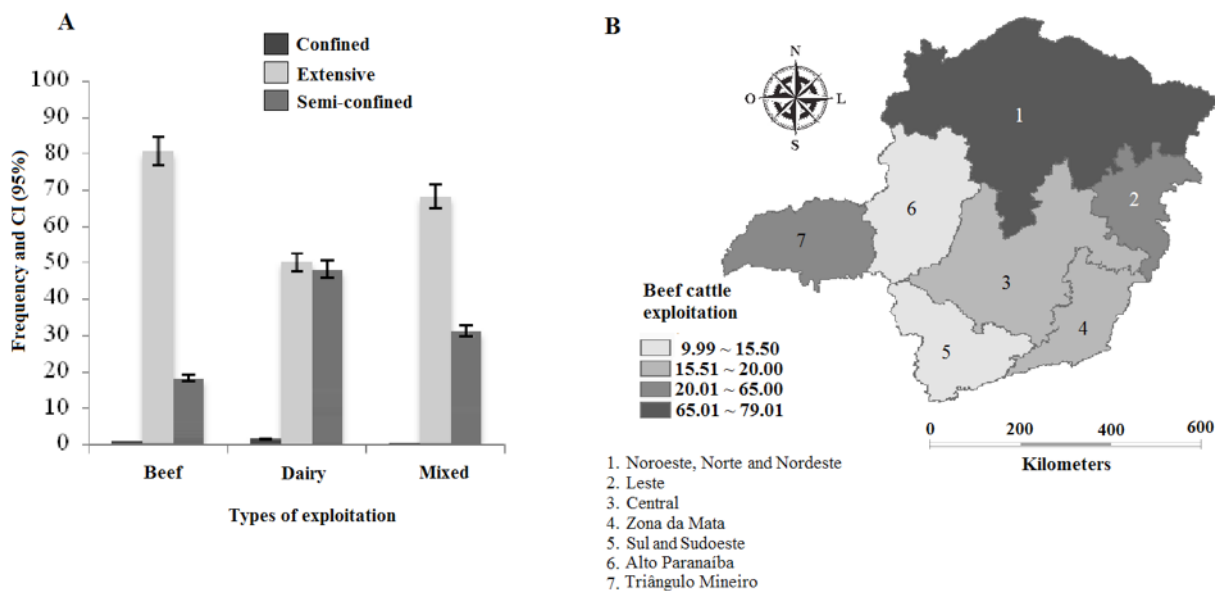 A
Confined
Extensive
Semi-confined
Frequency and CI (95%)
100
90
80
70
60
50
40
30
20
10
0
Beef Dairy Mixed
Types of exploitation
B
N
O L
S
1
2
3
4
5
6
7
Beef cattle
exploitation
9.99 ~ 15.50
15.51 ~ 20.00
20.01 ~ 65.00
65.01 ~ 79.01
0 200 400 600
Kilometers
1. Noroeste, Norte and Nordeste
2. Leste
3. Central
4. Zona da Mata
5. Sul and Sudoeste
6. Alto Paranaíba
7. Triângulo Mineiro